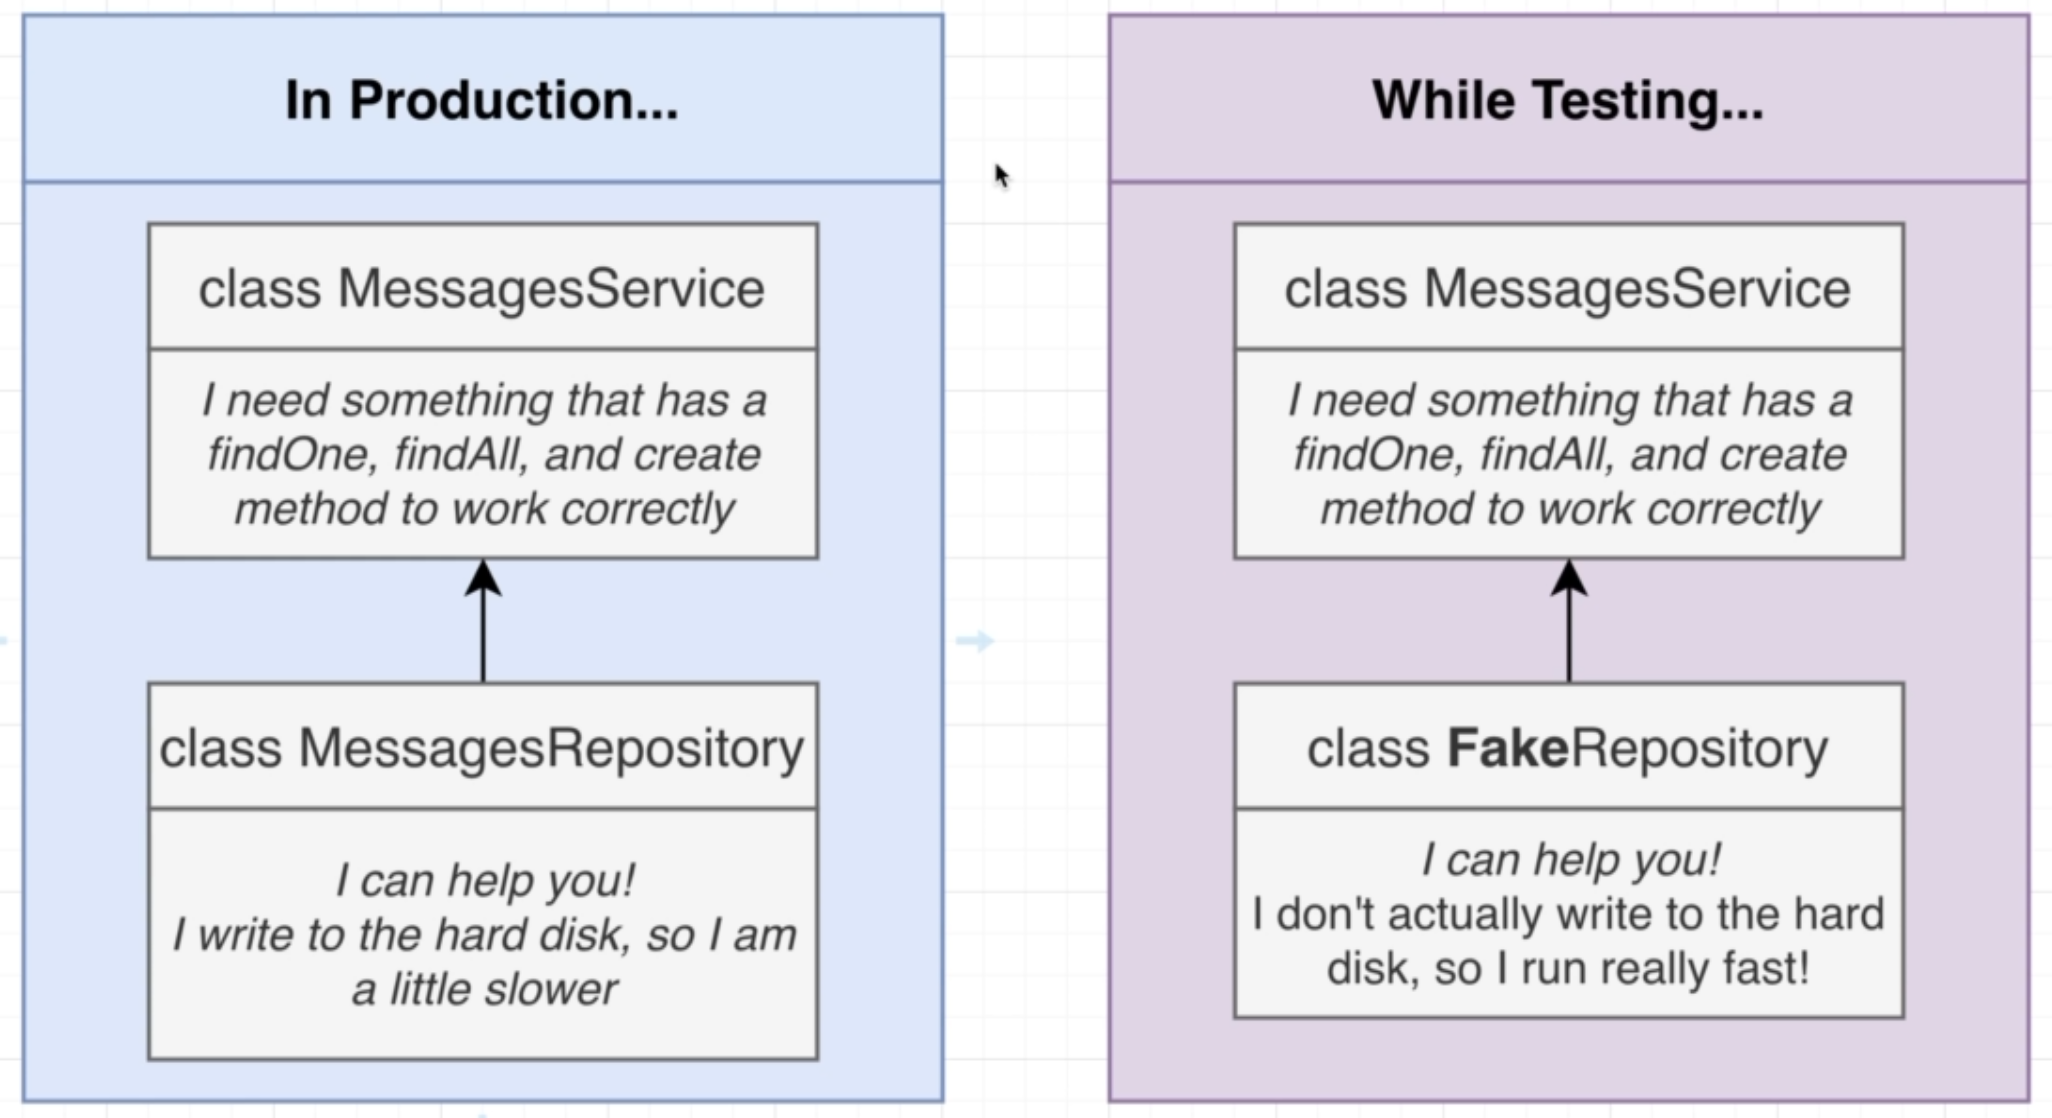 In Production...
class MessagesService
I need something that has a
findOne, findAll, and create
method to work correctly
class MessagesRepository
I can help you!
I write to the hard disk, so I am
a little slower
While Testing...
class MessagesService
I need something that has a
findOne, findAll, and create
method to work correctly
class FakeRepository
I can help you!
I don't actually write to the hard
disk, so I run really fast!